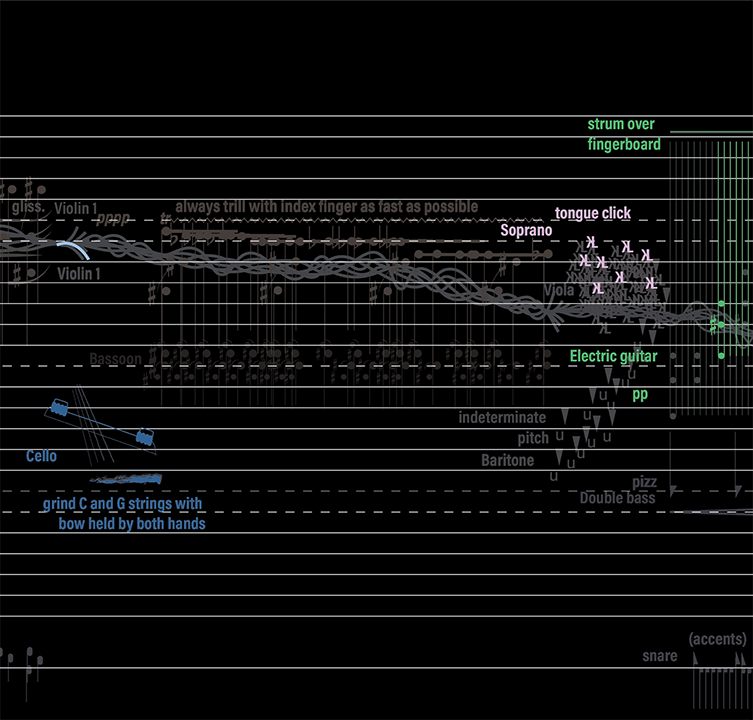 strum over
fingerboard
gliss.
Violin 1
pppp
tr
always trill with index finger as fast as possible
tongue click
Soprano
Violin 1
Viola
Bassoon
Electric guitar
pp
indeterminate
pitch
Baritone
u
u
u
u
u
u
u
u
Cello
grind C and G strings with
bow held by both hands
pizz
Double bass
(accents)
snare